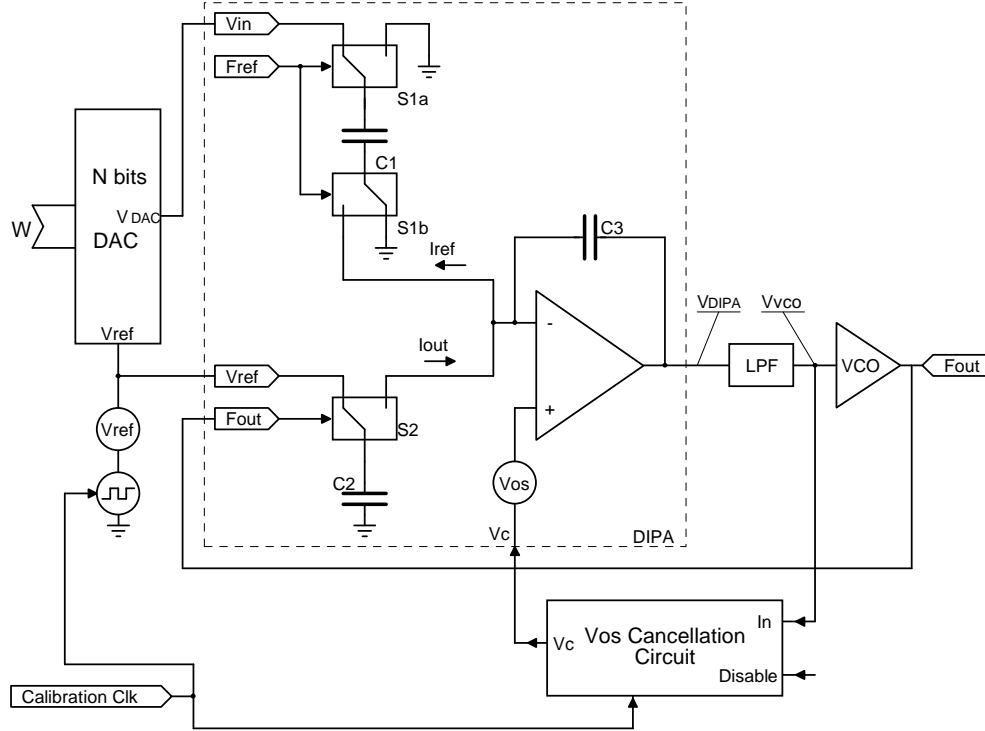 Vin
Fref
S1a
C1
N bits
V DAC
DAC
W
S1b
Iref
C3
Vref
Iout
-
VDIPA
Vvco
LPF
VCO
Fout
Vref
Fout
S2
+
Vref
C2
Vos
Vc
DIPA
In
Vc
Vos Cancellation
Circuit
Disable
Calibration Clk